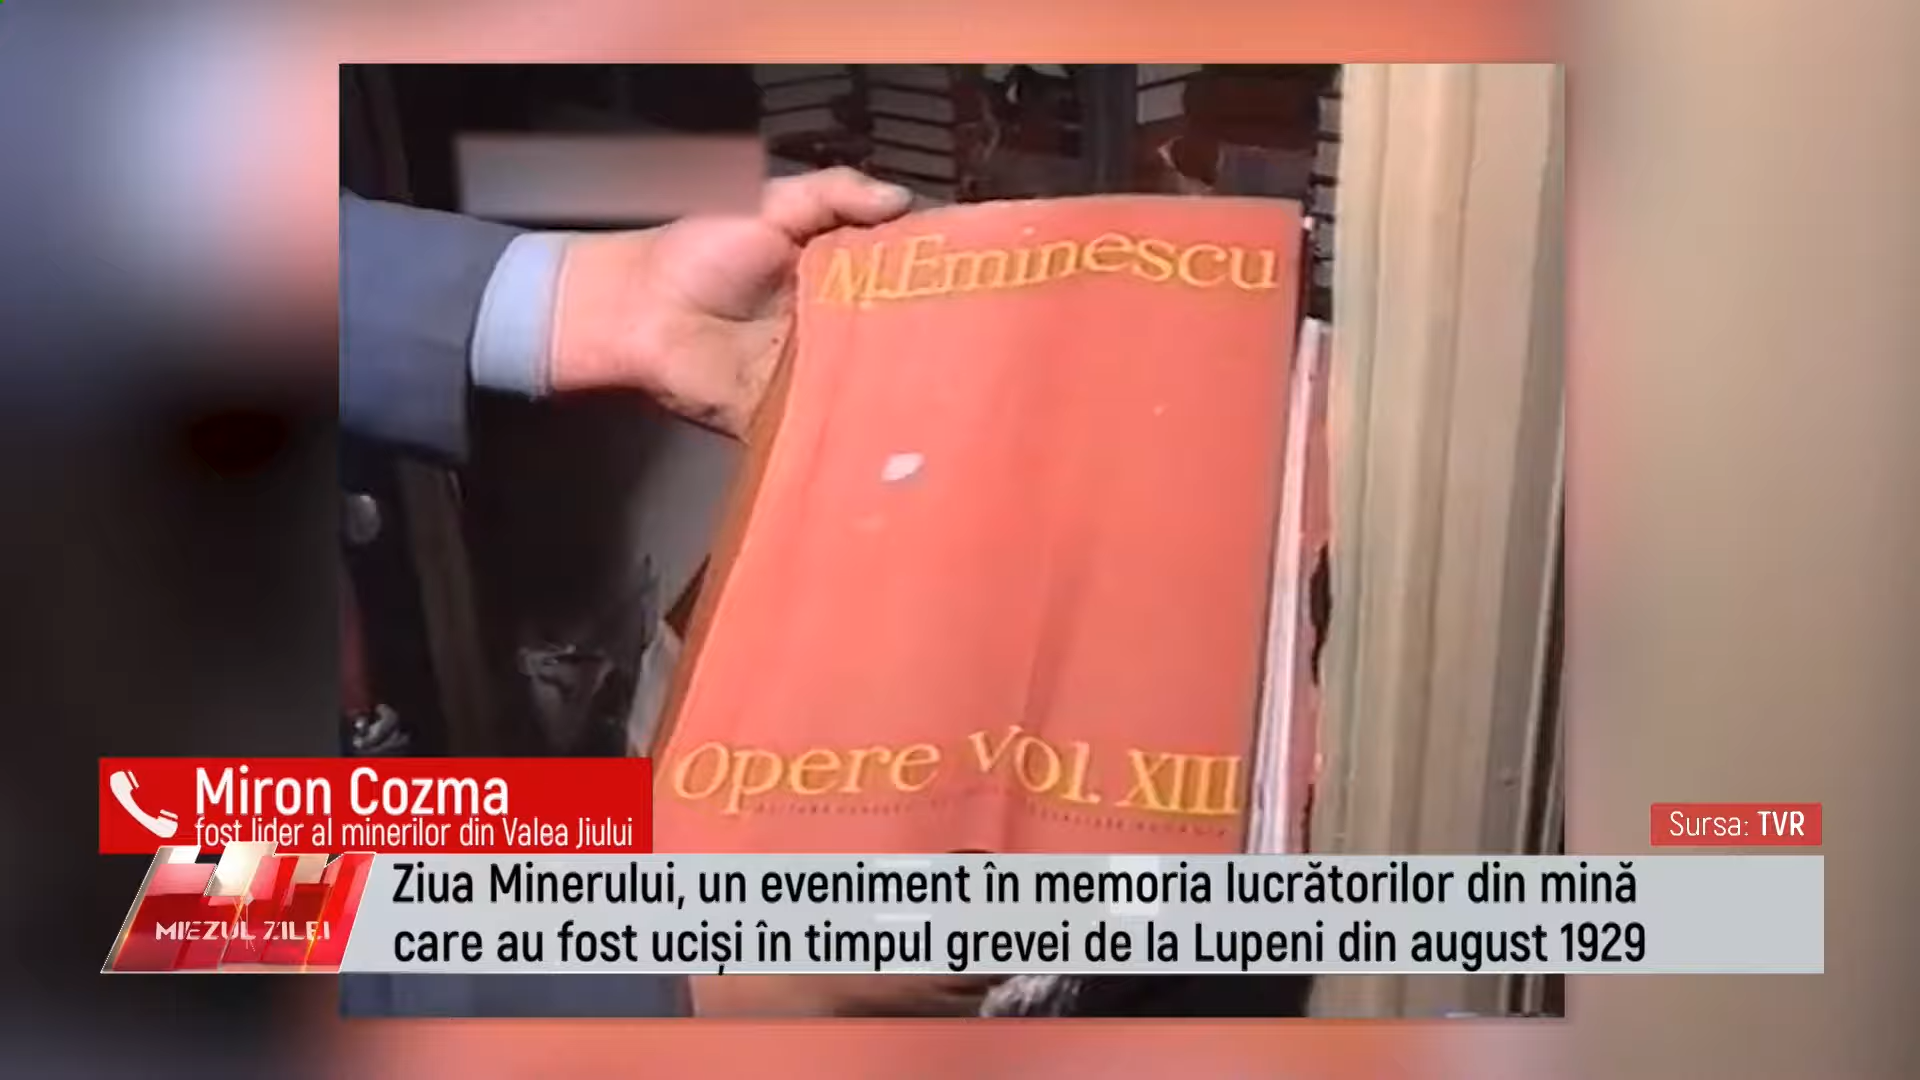 M. Eminescu
Opere Vol. XIII
Miron Cozma
fost lider al minerilor din Valea Jiului
Sursa: TVR
MIEZUL ZILEI
Ziua Minerului, un eveniment în memoria lucrătorilor din mină
care au fost uciși în timpul grevei de la Lupeni din august 1929